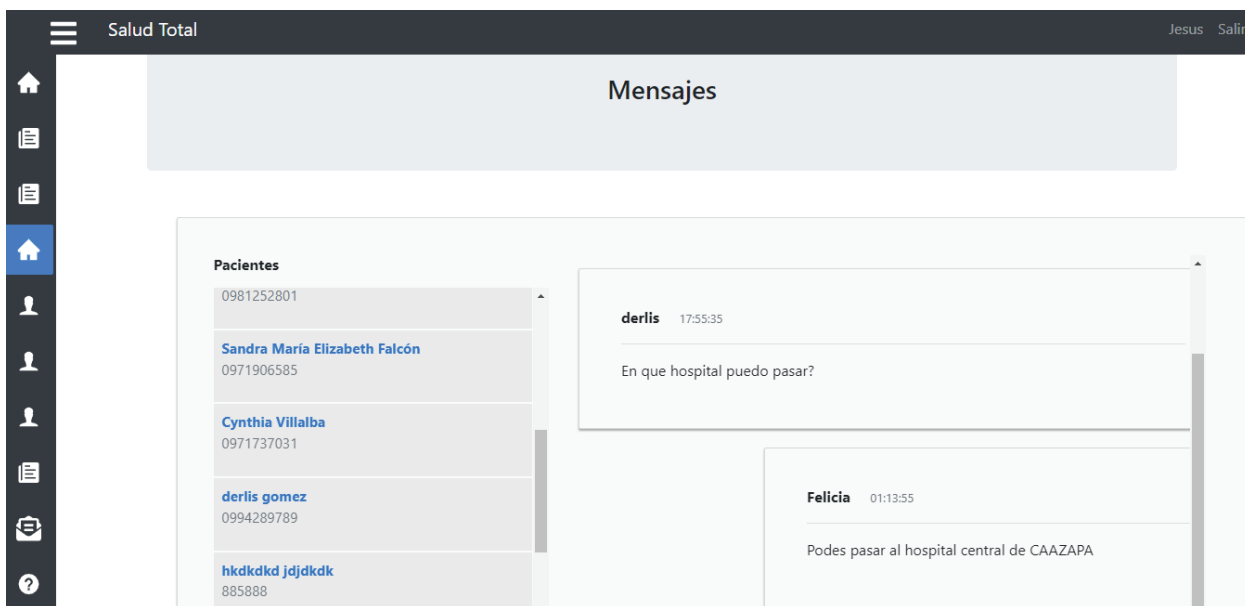 Salud Total
Jesus Salir
Mensajes
Pacientes
0981252801
Sandra María Elizabeth Falcón
0971906585
Cynthia Villalba
0971737031
derlis gomez
0994289789
hkdkdkd jdjdkdk
885888
derlis 17:55:35
En que hospital puedo pasar?
Felicia 01:13:55
Podes pasar al hospital central de CAAZAPA